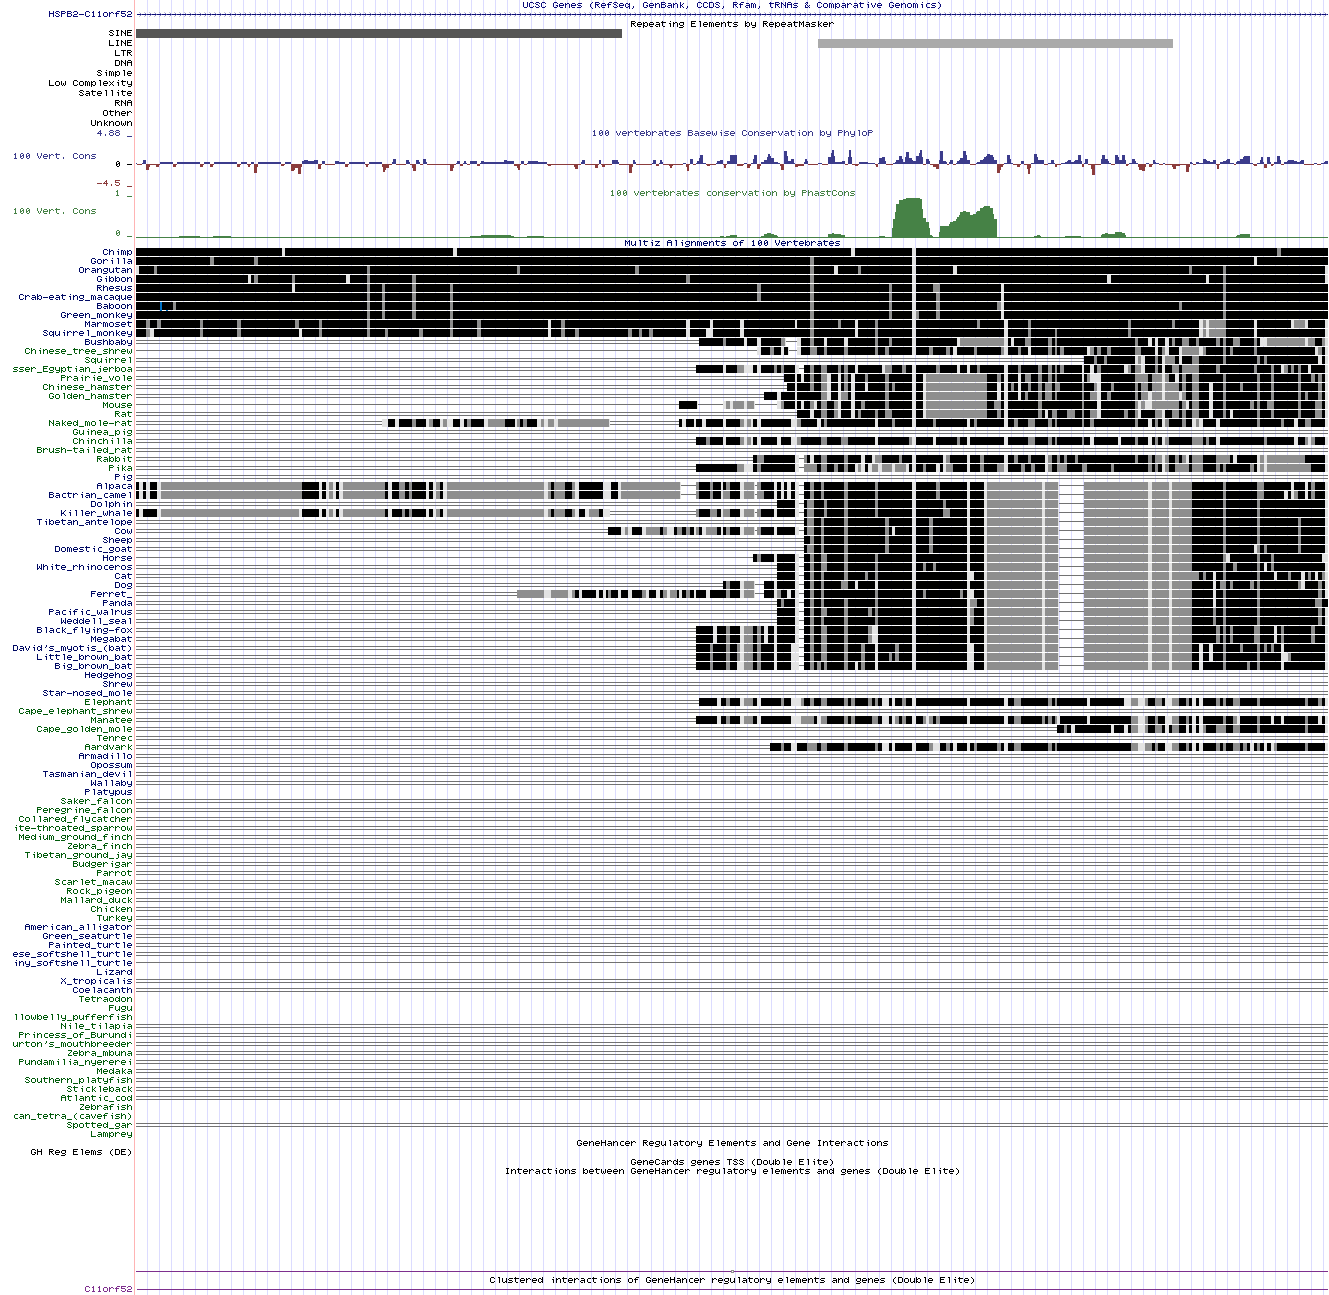 UCSC Genes (RefSeq, GenBank, CCDS, Rfam, tRNAs & Comparative Genomics)
HSPB2-C11orf52
Repeating Elements by RepeatMasker
SINE
LINE
LTR
DNA
Simple
Low Complexity
Satellite
RNA
Other
Unknown
4.88 _
100 vertebrates Basewise Conservation by PhyloP
100 Vert. Cons
0 _
-4.5 _
100 vertebrates conservation by PhastCons
1 _
100 Vert. Cons
0 _
Multiz Alignments of 100 Vertebrates
Chimp
Gorilla
Orangutan
Gibbon
Rhesus
Crab-eating_macaque
Baboon
Green_monkey
Marmoset
Squirrel_monkey
Bushbaby
Chinese_tree_shrew
Squirrel
sser_Egyptian_jerboa
Prairie_vole
Chinese_hamster
Golden_hamster
Mouse
Rat
Naked_mole-rat
Guinea_pig
Chinchilla
Brush-tailed_rat
Rabbit
Pika
Pig
Alpaca
Bactrian_camel
Dolphin
Killer_whale
Tibetan_antelope
Cow
Sheep
Domestic_goat
Horse
White_rhinoceros
Cat
Dog
Ferret_
Panda
Pacific_walrus
Weddell_seal
Black_flying-fox
Megabat
David's_myotis_(bat)
Little_brown_bat
Big_brown_bat
Hedgehog
Shrew
Star-nosed_mole
Elephant
Cape_elephant_shrew
Manatee
Cape_golden_mole
Tenrec
Aardvark
Armadillo
Opossum
Tasmanian_devil
Wallaby
Platypus
Saker_falcon
Peregrine_falcon
Collared_flycatcher
ite-throated_sparrow
Medium_ground_finch
Zebra_finch
Tibetan_ground_jay
Budgerigar
Parrot
Scarlet_macaw
Rock_pigeon
Mallard_duck
Chicken
Turkey
American_alligator
Green_seaturtle
Painted_turtle
ese_softshell_turtle
iny_softshell_turtle
Lizard
X_tropicalis
Coelacanth
Tetraodon
Fugu
llowbelly_pufferfish
Nile_tilapia
Princess_of_Burundi
urton's_mouthbreeder
Zebra_mbuna
Pundamilia_nyererei
Medaka
Southern_platyfish
Stickleback
Atlantic_cod
Zebrafish
can_tetra_(cavefish)
Spotted_gar
Lamprey
GeneHancer Regulatory Elements and Gene Interactions
GH Reg Elems (DE)
GeneCards genes TSS (Double Elite)
Interactions between GeneHancer regulatory elements and genes (Double Elite)
Clustered interactions of GeneHancer regulatory elements and genes (Double Elite)
C11orf52